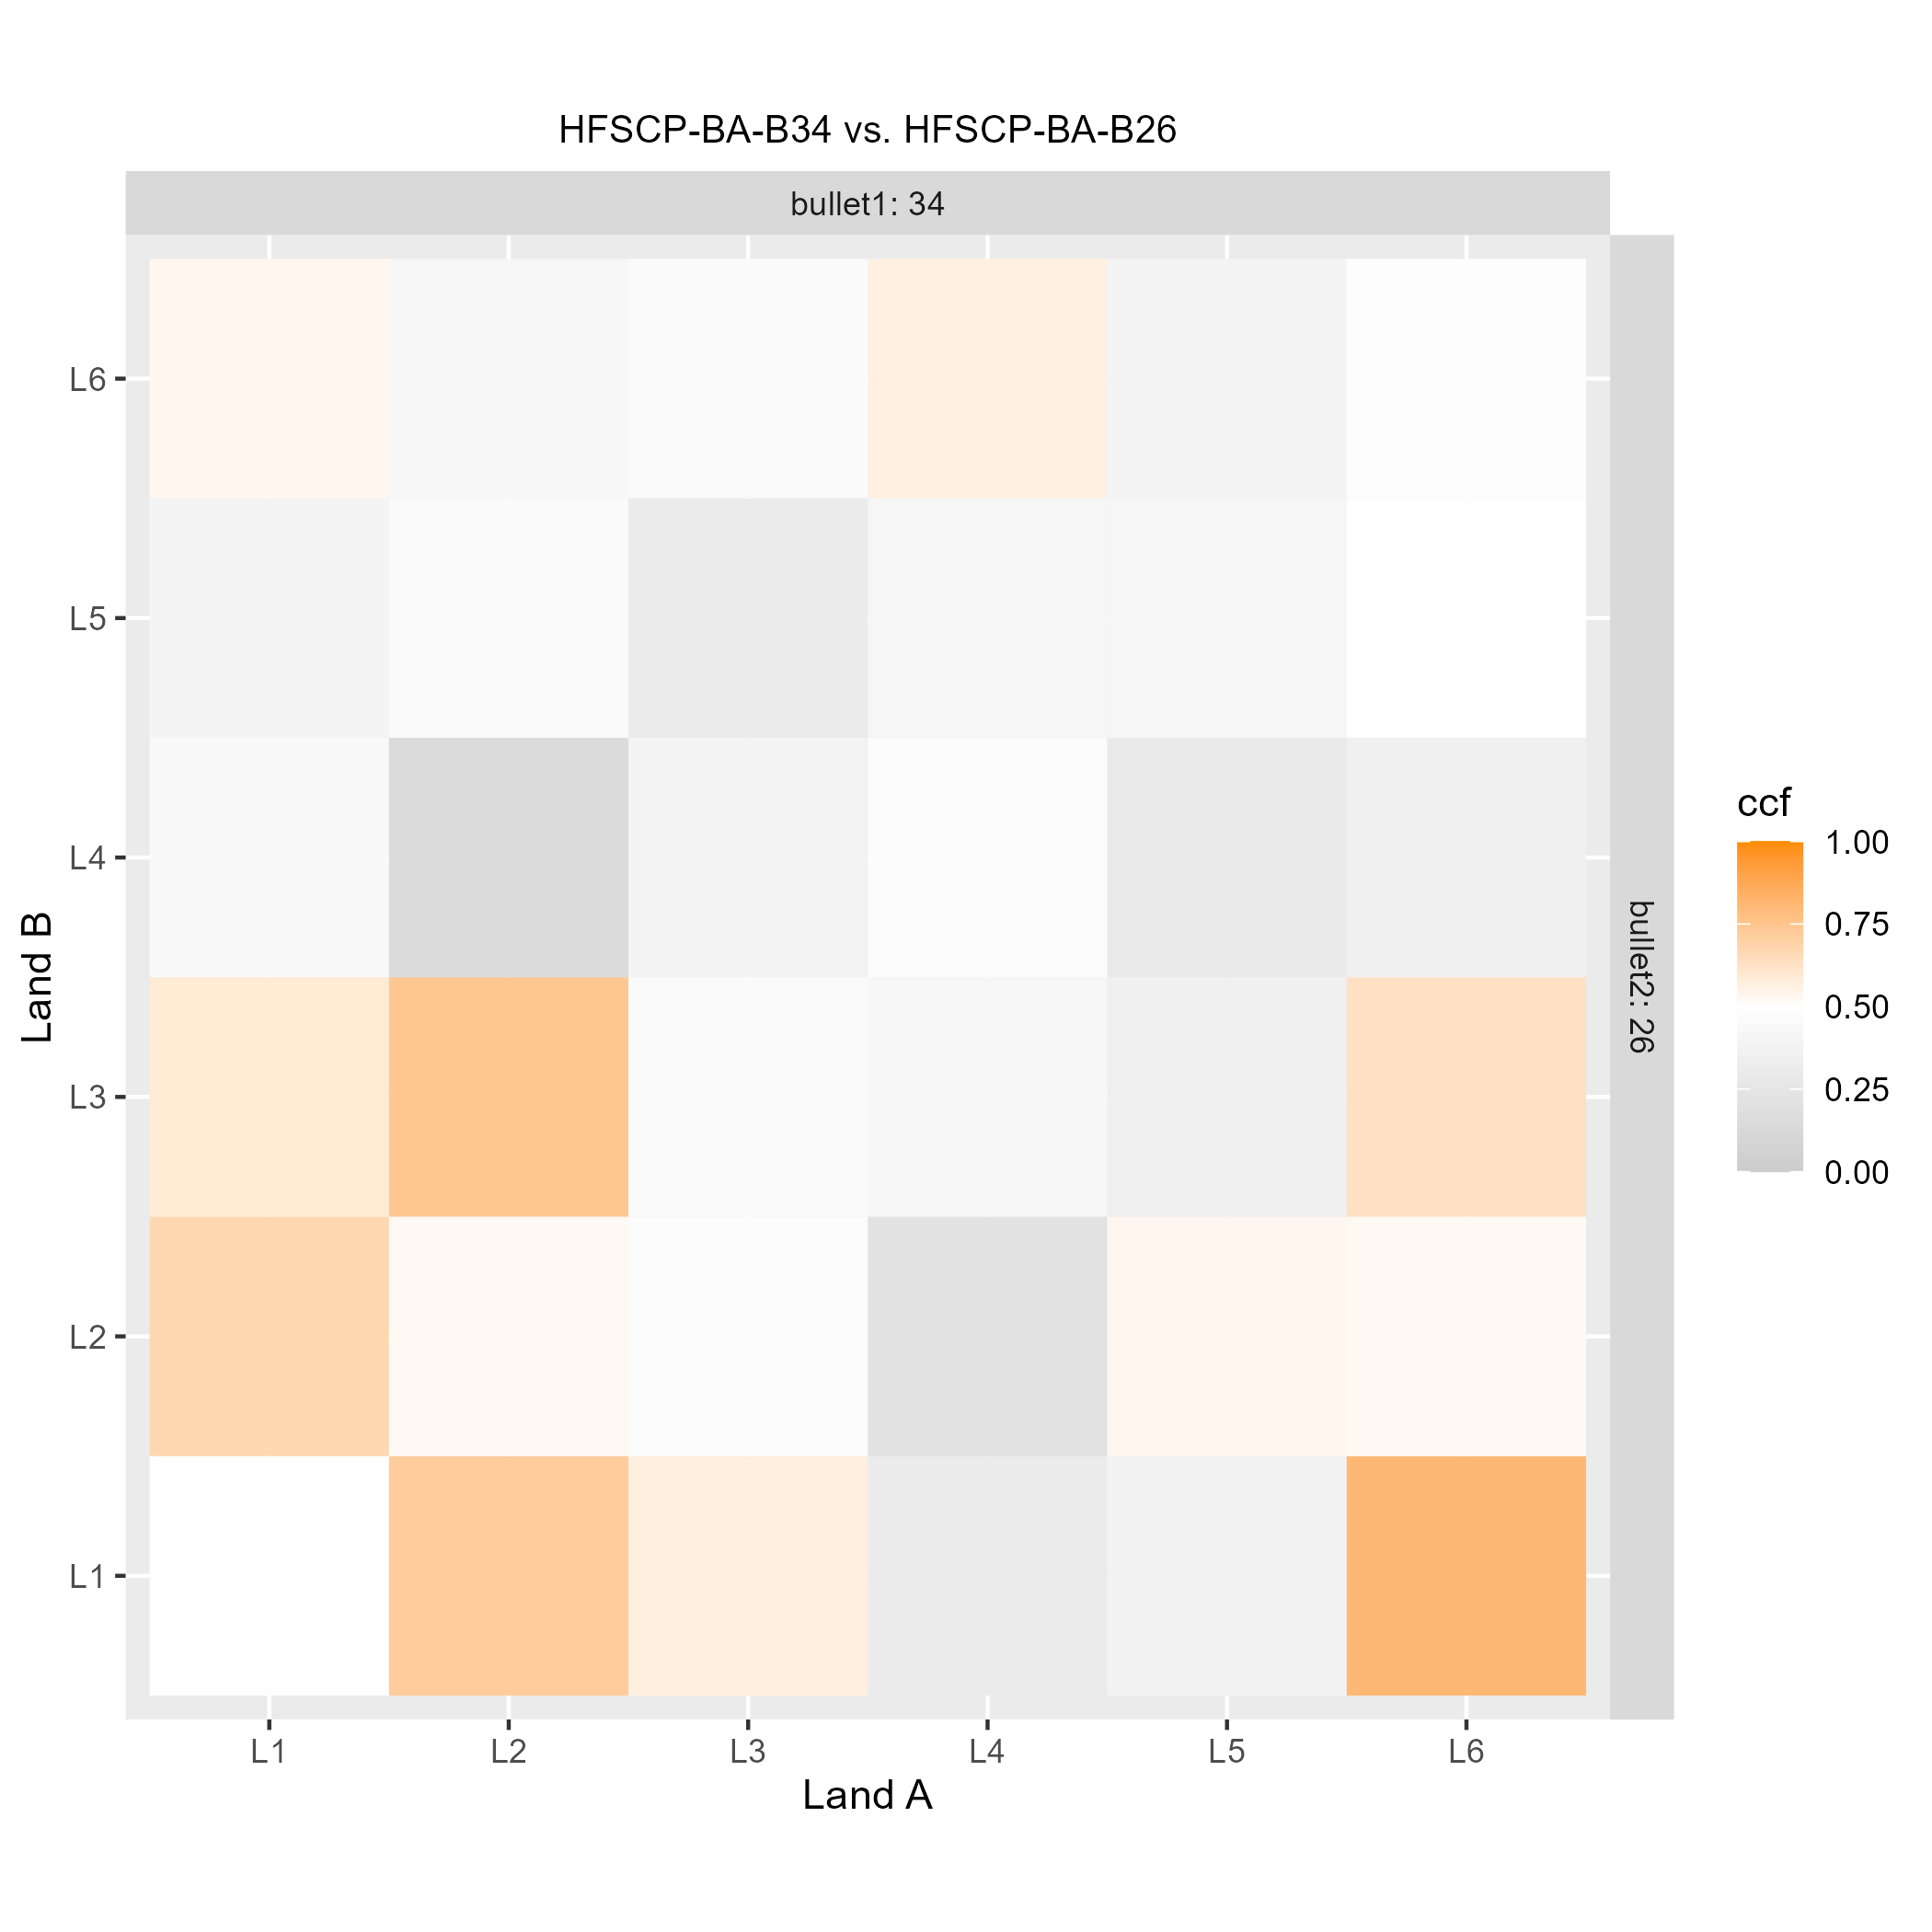 HFSCP-BA-B34 vs. HFSCP-BA-B26
bullet1: 34
L6
L5
L4
L3
L2
L1
Land B
bullet2: 26
L1 L2 L3 L4 L5 L6
Land A
ccf
1.00
0.75
0.50
0.25
0.00